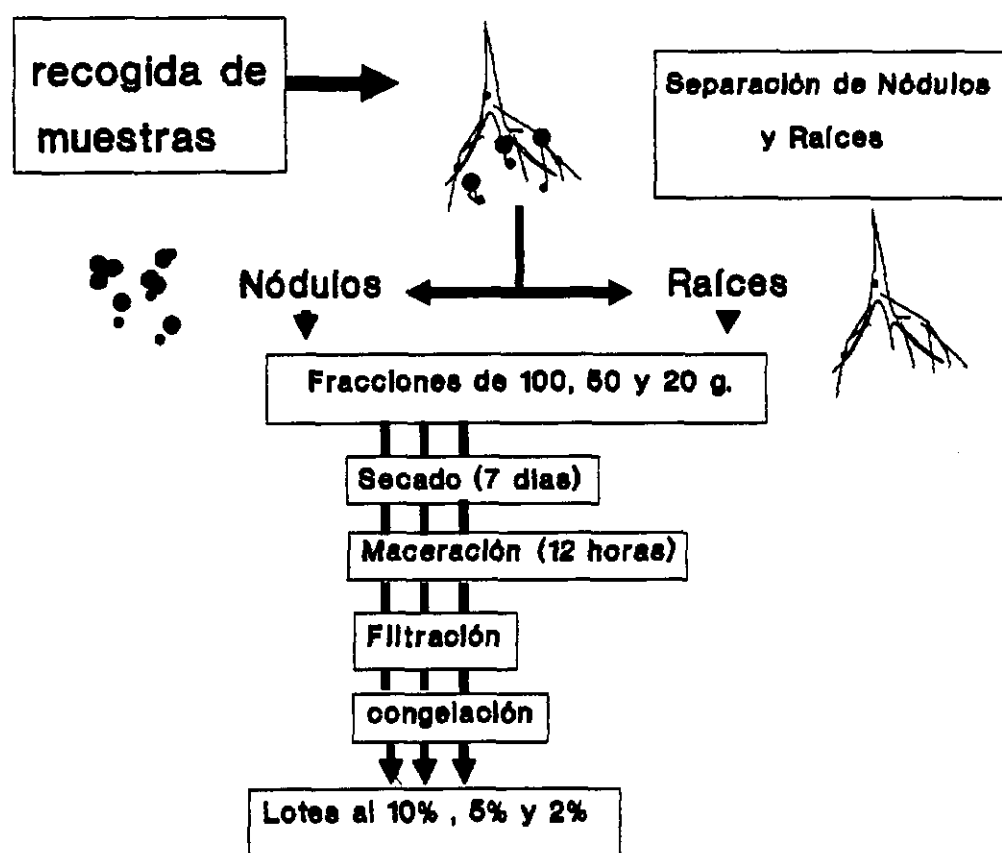 recogida de
muestras
Separación de Nódulos
y Raíces
Nódulos
Raíces
Fracciones de 100, 50 y 20 g.
Secado (7 dias)
Maceración (12 horas)
Filtración
congelación
Lotes al 10% , 5% y 2%